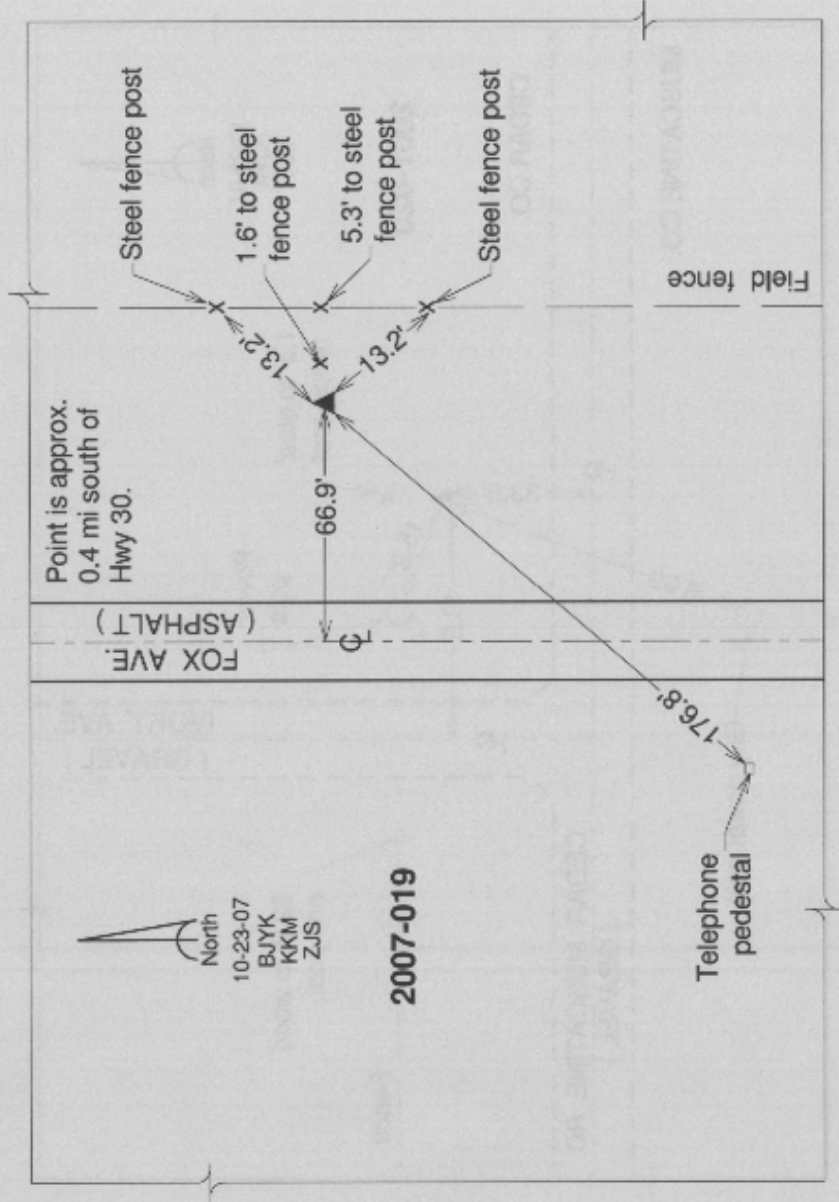 North
10-23-07
BJYK
KKM
ZJS
2007-019
Telephone
pedestal
FOX AVE.
(ASPHALT)
℄
Point is approx.
0.4 mi south of
Hwy 30.
66.9'
176.8'
13.2'
13.2'
Steel fence post
1.6' to steel
fence post
5.3' to steel
fence post
Steel fence post
Field fence